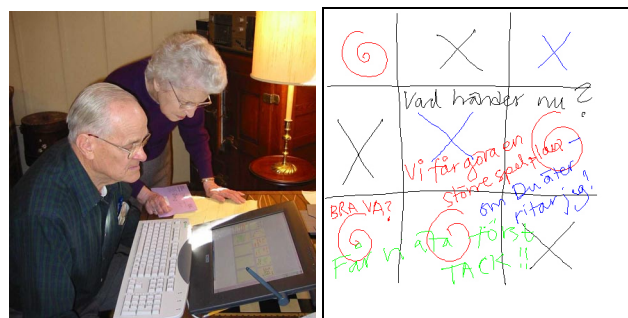 Vad händer nu ?
Vi får göra en
större spelplan –
om Du äter
ritar jag!
BRA VA?
Får äta först
TACK !!